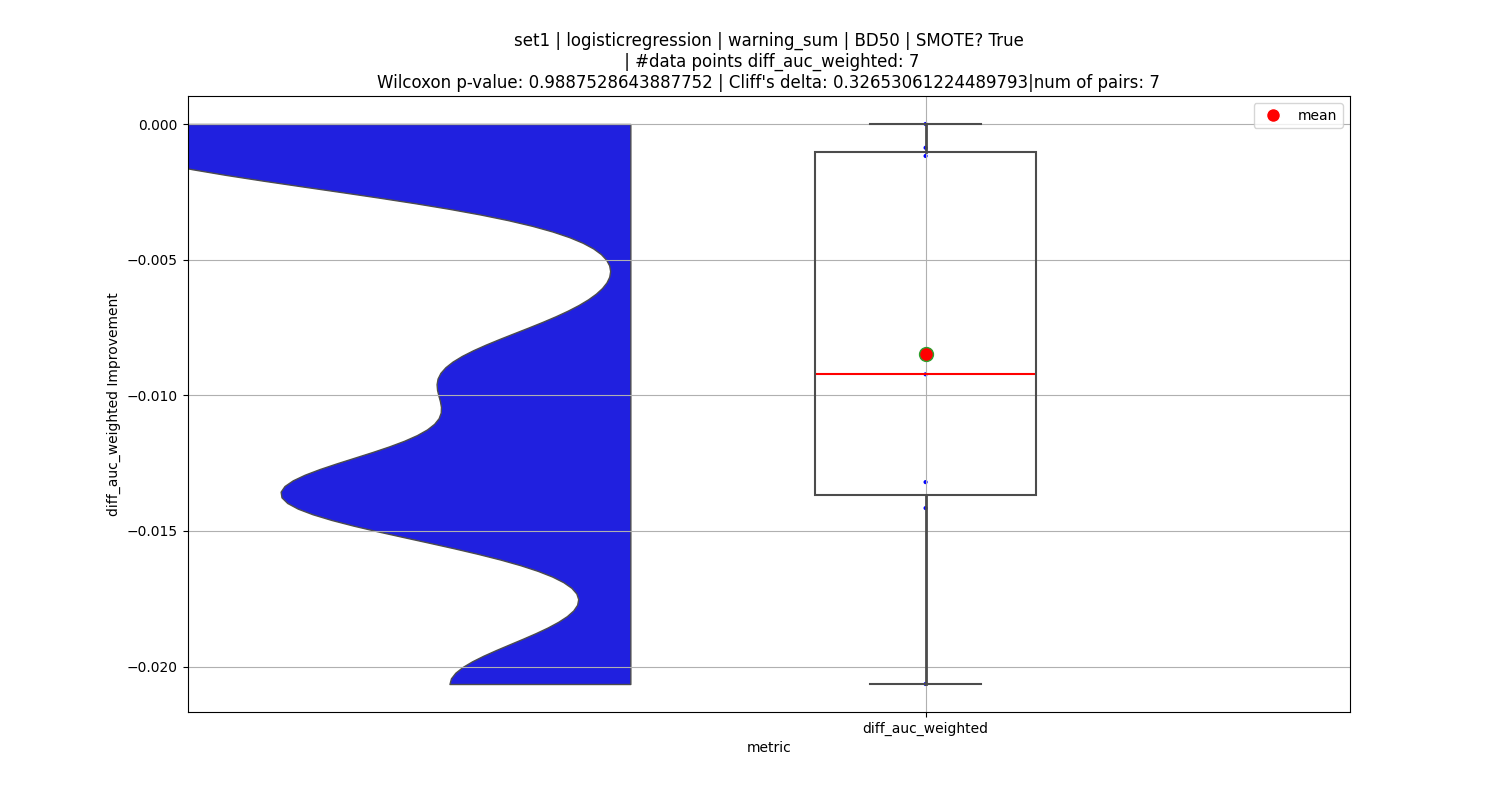 set1 | logisticregression | warning_sum | BD50 | SMOTE? True
| #data points diff_auc_weighted: 7
Wilcoxon p-value: 0.9887528643887752 | Cliff's delta: 0.32653061224489793|num of pairs: 7
mean
0.000
−0.005
−0.010
−0.015
−0.020
diff_auc_weighted Improvement
diff_auc_weighted
metric